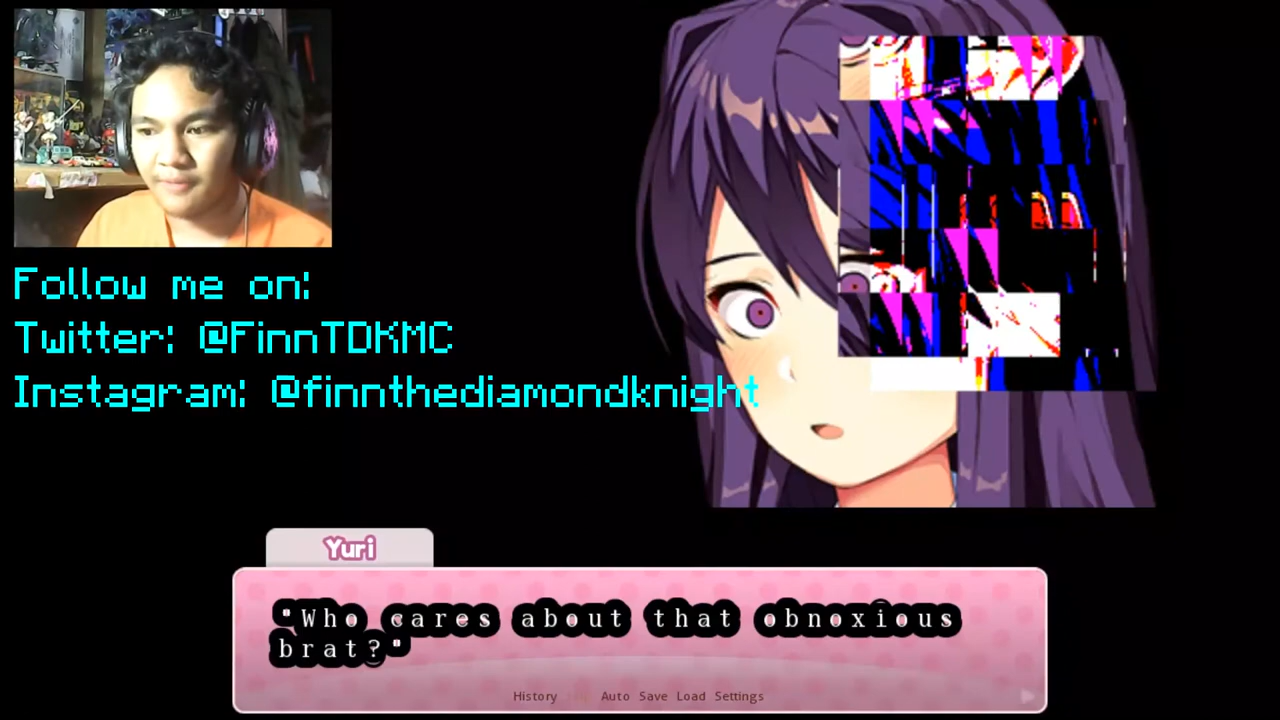 Follow me on:
Twitter: @FinnTDKMC
Instagram: @finnthediamondknight
Yuri
"Who cares about that obnoxious
brat?"
History Auto Save Load Settings